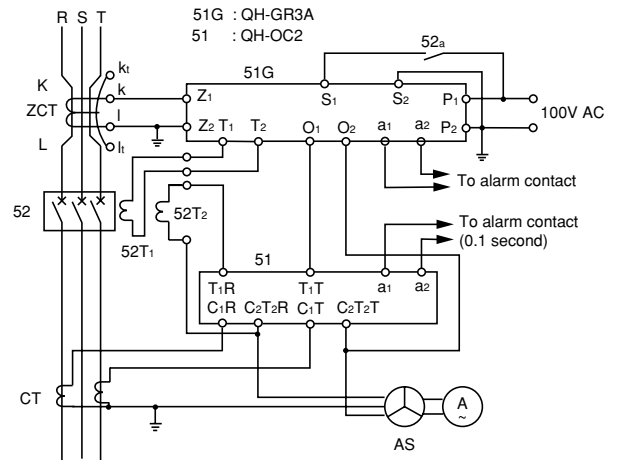 R S T
51G : QH-GR3A
51 : QH-OC2
52a
kt
K
k
51G
Z1
S1
S2
P1
ZCT
l
100V AC
Z2 T1 T2 O1 O2 a1 a2 P2
L
lt
To alarm contact
52
52T2
52T1
To alarm contact
(0.1 second)
51
T1R T1T a1 a2
C1R C2T2R C1T C2T2T
CT
A
~
AS